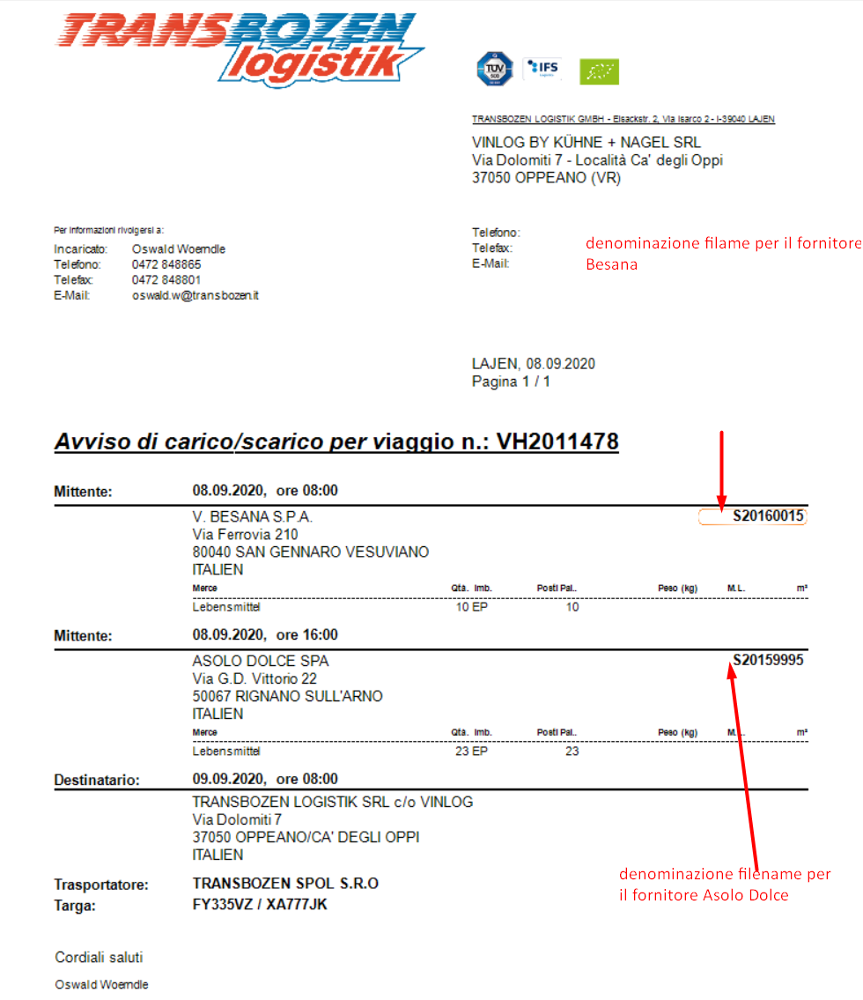 TRANSBOZEN
logistik
TÜV
SÜD
IFS
Logistics
TRANSBOZEN LOGISTIK GMBH - Eisackstr. 2, Via Isarco 2 - I-39040 LAJEN
VINLOG BY KÜHNE + NAGEL SRL
Via Dolomiti 7 - Località Ca' degli Oppi
37050 OPPEANO (VR)
Per informazioni rivolgersi a:
Incaricato: Oswald Woerndle
Telefono: 0472 848865
Telefax: 0472 848801
E-Mail: oswald.w@transbozen.it
Telefono:
Telefax:
E-Mail:
denominazione filame per il fornitore
Besana
LAJEN, 08.09.2020
Pagina 1 / 1
Avviso di carico/scarico per viaggio n.: VH2011478
Mittente: 08.09.2020, ore 08:00
V. BESANA S.P.A. S20160015
Via Ferrovia 210
80040 SAN GENNARO VESUVIANO
ITALIEN
Merce Qta. Imb. Posti Pal.. Peso (kg) M.L. m³
Lebensmittel 10 EP 10
Mittente: 08.09.2020, ore 16:00
ASOLO DOLCE SPA S20159995
Via G.D. Vittorio 22
50067 RIGNANO SULL'ARNO
ITALIEN
Merce Qta. Imb. Posti Pal.. Peso (kg) M.L. m³
Lebensmittel 23 EP 23
Destinatario: 09.09.2020, ore 08:00
TRANSBOZEN LOGISTIK SRL c/o VINLOG
Via Dolomiti 7
37050 OPPEANO/CA' DEGLI OPPI
ITALIEN
denominazione filename per
il fornitore Asolo Dolce
Trasportatore: TRANSBOZEN SPOL S.R.O
Targa: FY335VZ / XA777JK
Cordiali saluti
Oswald Woerndle